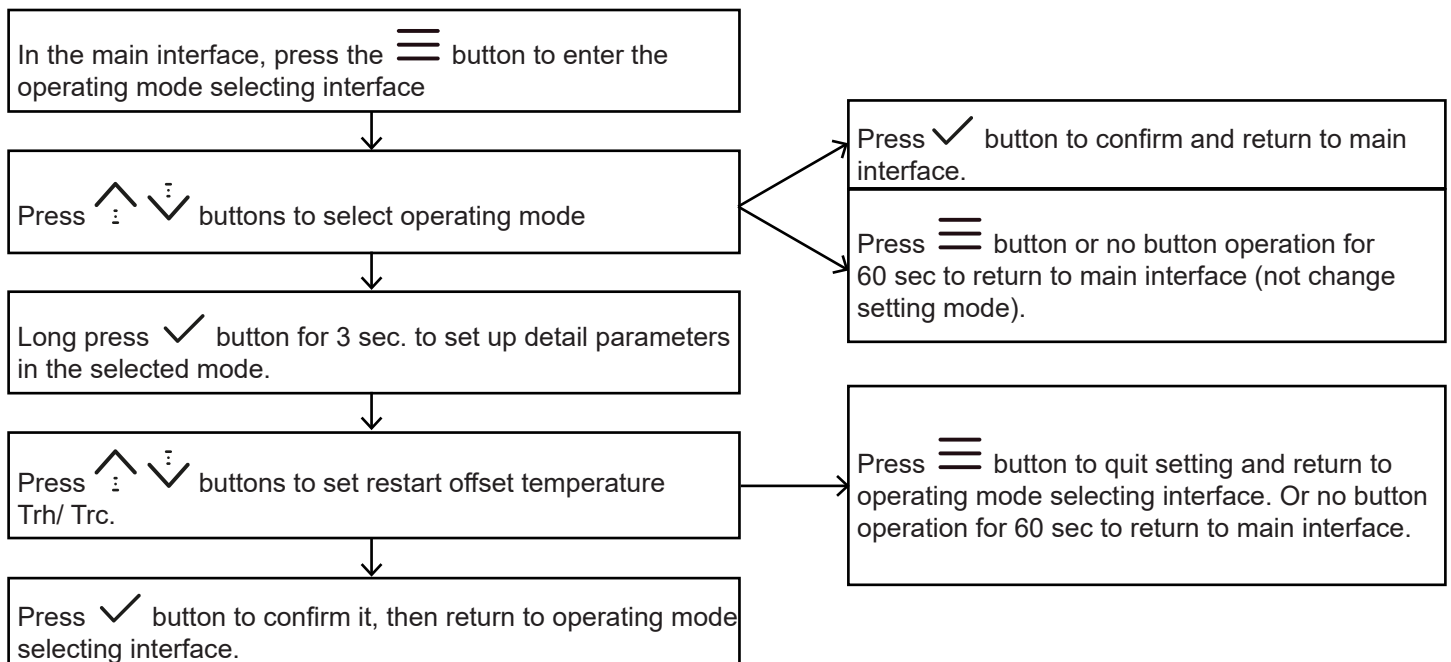 In the main interface, press the button to enter the
operating mode selecting interface
Press buttons to select operating mode
Press button to confirm and return to main
interface.
Press button or no button operation for
60 sec to return to main interface (not change
setting mode).
Long press button for 3 sec. to set up detail parameters
in the selected mode.
Press buttons to set restart offset temperature
Trh/ Trc.
Press button to quit setting and return to
operating mode selecting interface. Or no button
operation for 60 sec to return to main interface.
Press button to confirm it, then return to operating mode
selecting interface.